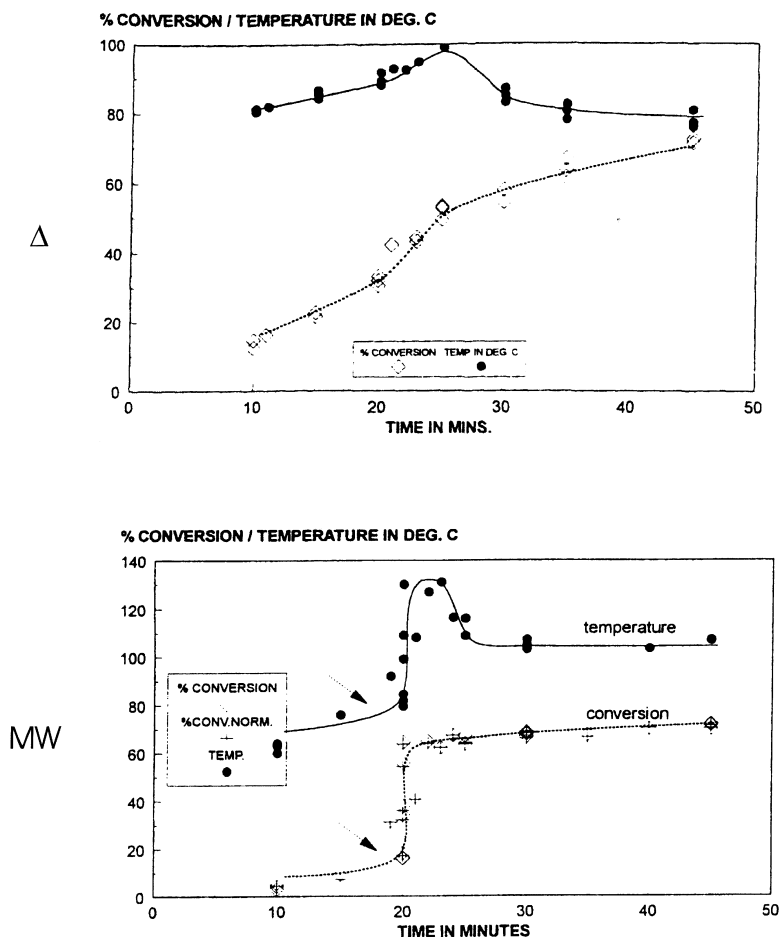 % CONVERSION / TEMPERATURE IN DEG. C
100
80
60
40
20
0
Δ
% CONVERSION TEMP IN DEG C
0 10 20 30 40 50
TIME IN MINS.
% CONVERSION / TEMPERATURE IN DEG. C
140
120
100
80
60
40
20
0
MW
temperature
conversion
% CONVERSION
%CONV.NORM.
TEMP.
0 10 20 30 40 50
TIME IN MINUTES